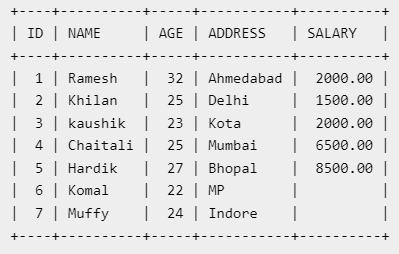 +----+----------+-----+-----------+----------+
| ID | NAME     | AGE | ADDRESS   | SALARY   |
+----+----------+-----+-----------+----------+
|  1 | Ramesh   |  32 | Ahmedabad |  2000.00 |
|  2 | Khilan   |  25 | Delhi     |  1500.00 |
|  3 | kaushik  |  23 | Kota      |  2000.00 |
|  4 | Chaitali |  25 | Mumbai    |  6500.00 |
|  5 | Hardik   |  27 | Bhopal    |  8500.00 |
|  6 | Komal    |  22 | MP        |          |
|  7 | Muffy    |  24 | Indore    |          |
+----+----------+-----+-----------+----------+